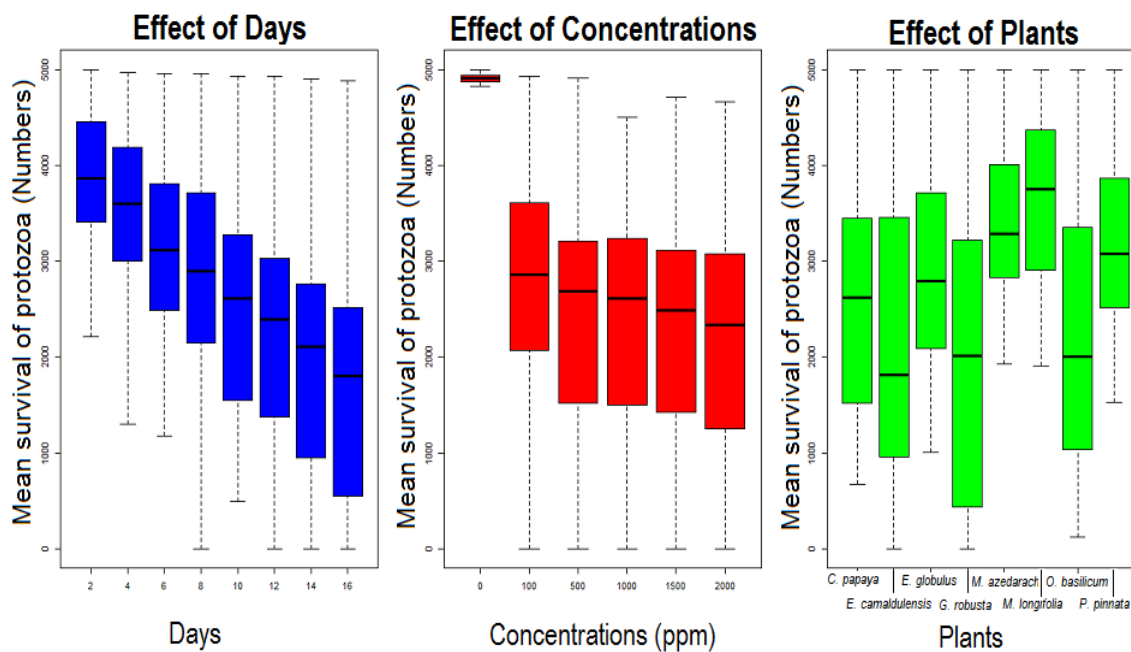 Effect of Days
Mean survival of protozoa (Numbers)
5000
4000
3000
2000
1000
0
2 4 6 8 10 12 14 16
Days
Effect of Concentrations
Mean survival of protozoa (Numbers)
5000
4000
3000
2000
1000
0
0 100 500 1000 1500 2000
Concentrations (ppm)
Effect of Plants
Mean survival of protozoa (Numbers)
5000
4000
3000
2000
1000
0
C. papaya E. globulus M. azedarach O. basilicum
E. camaldulensis G. robusta M. longifolia P. pinnata
Plants